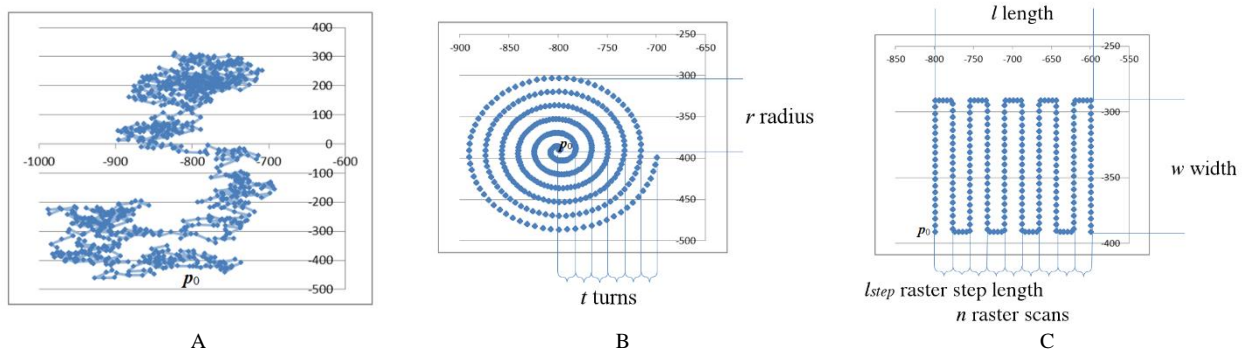 400
300
200
100
0
-1000 -900 -800 -700 -600
-100
-200
-300
-400
-500
p0
A
-900 -850 -800 -750 -700 -650
-250
-300
-350
-400
-450
-500
p0
r radius
t turns
B
l length
-850 -800 -750 -700 -650 -600 -550
-250
-300
-350
-400
p0
w width
lstep raster step length
n raster scans
C